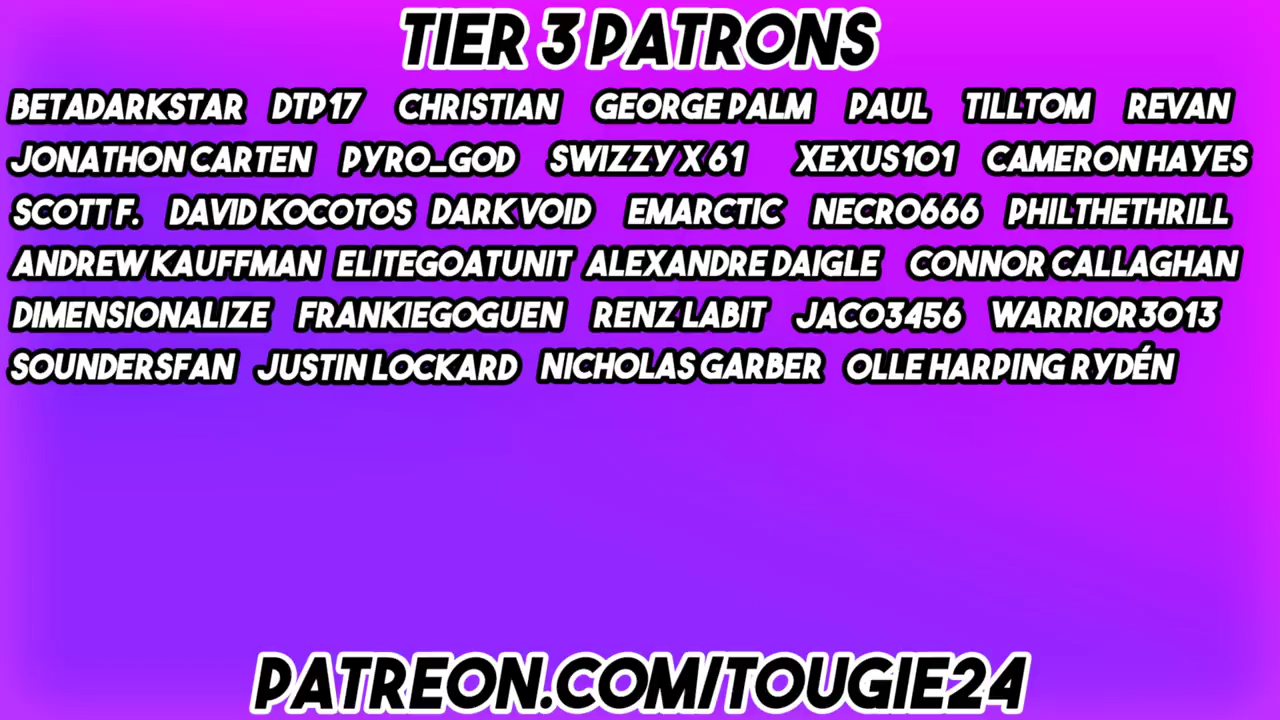 TIER 3 PATRONS
BETADARKSTAR DTP17 CHRISTIAN GEORGE PALM PAUL TILLTOM REVAN
JONATHON CARTEN PYRO_GOD SWIZZY X 61 XEXUS101 CAMERON HAYES
SCOTT F. DAVID KOCOTOS DARKVOID EMARCTIC NECRO666 PHILTHETHRILL
ANDREW KAUFFMAN ELITEGOATUNIT ALEXANDRE DAIGLE CONNOR CALLAGHAN
DIMENSIONALIZE FRANKIEGOGUEN RENZ LABIT JACO3456 WARRIOR3013
SOUNDERSFAN JUSTIN LOCKARD NICHOLAS GARBER OLLE HARPING RYDÉN
PATREON.COM/TOUGIE24